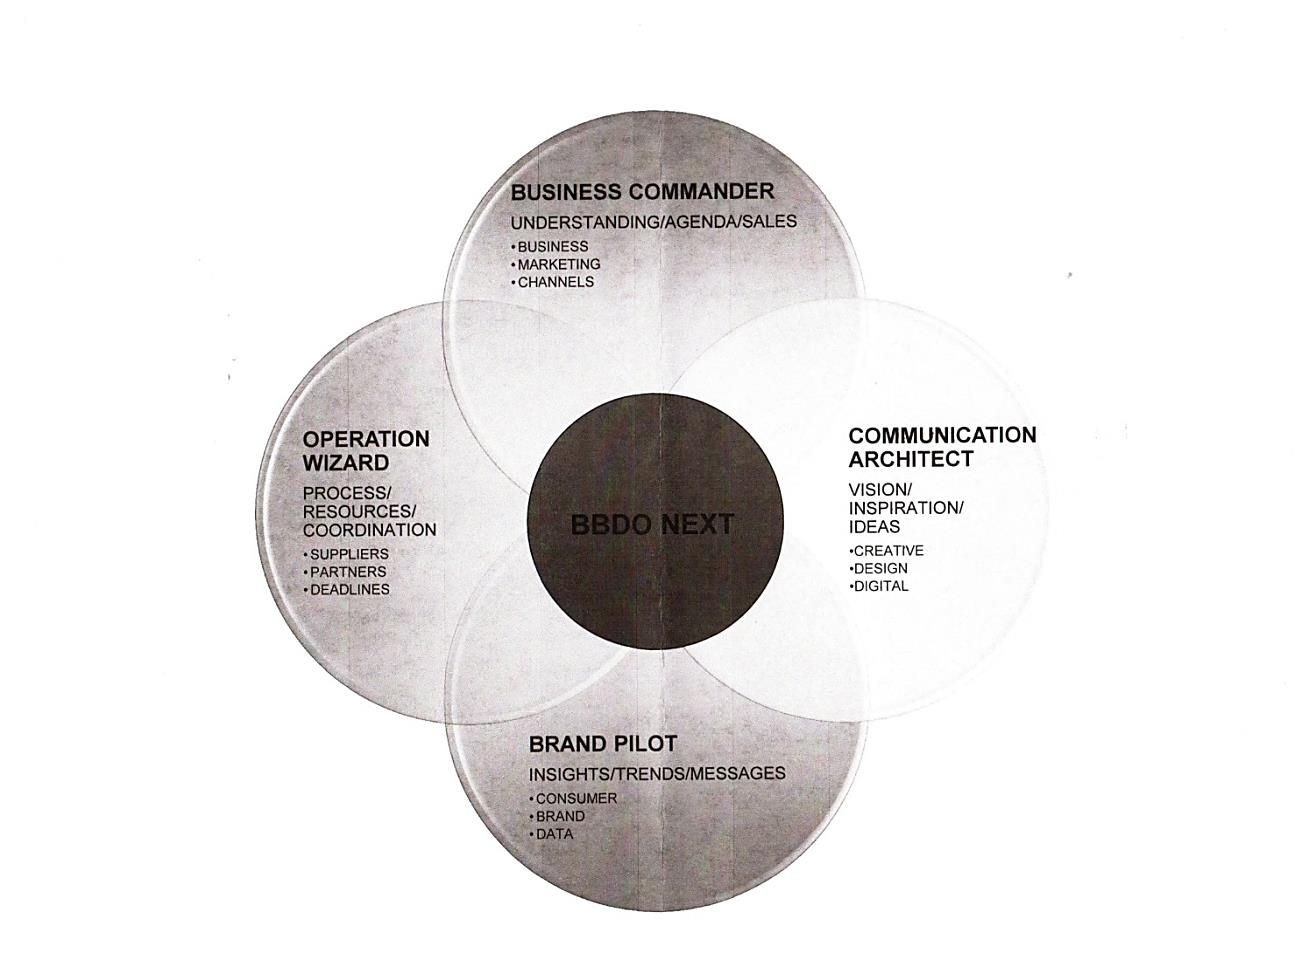 BUSINESS COMMANDER
UNDERSTANDING/AGENDA/SALES
•BUSINESS
•MARKETING
•CHANNELS
OPERATION
WIZARD
PROCESS/
RESOURCES/
COORDINATION
•SUPPLIERS
•PARTNERS
•DEADLINES
BBDO NEXT
COMMUNICATION
ARCHITECT
VISION/
INSPIRATION/
IDEAS
•CREATIVE
•DESIGN
•DIGITAL
BRAND PILOT
INSIGHTS/TRENDS/MESSAGES
•CONSUMER
•BRAND
•DATA